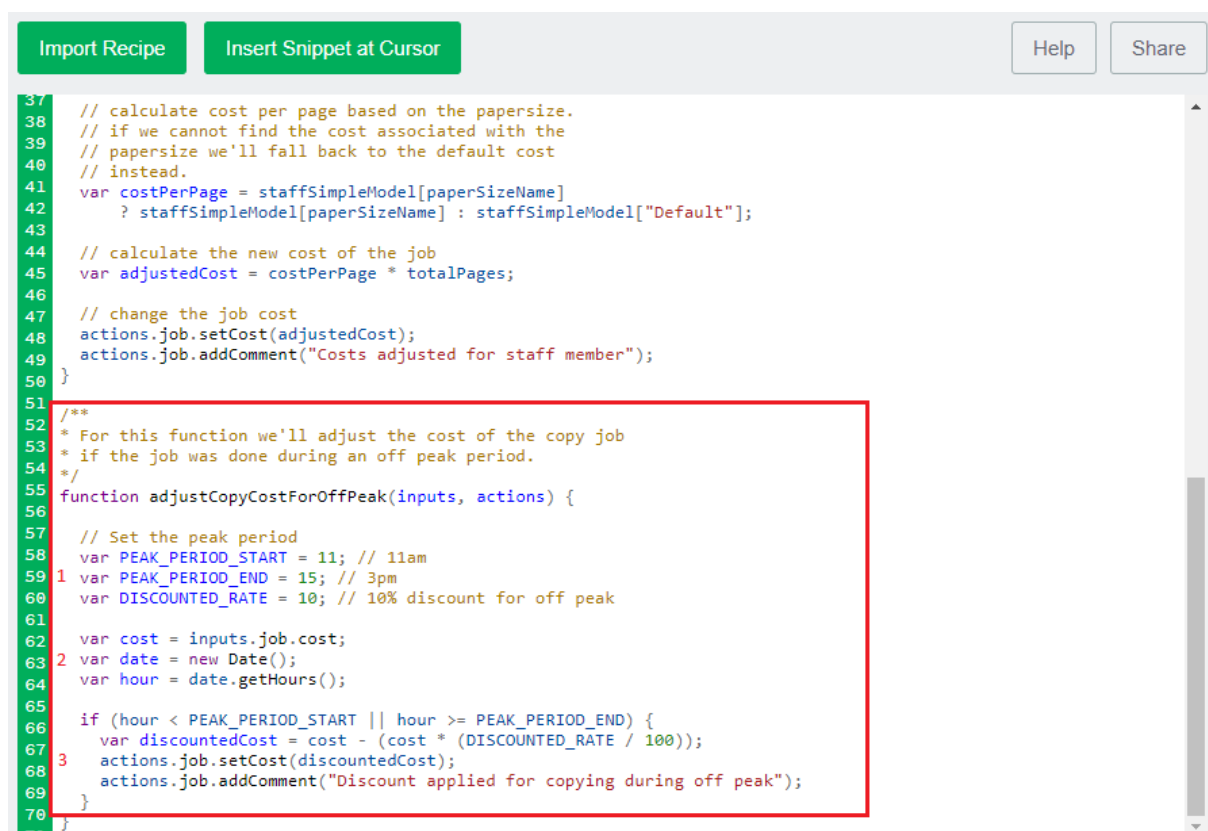 Import Recipe Insert Snippet at Cursor Help Share
37
38 // calculate cost per page based on the papersize.
39 // if we cannot find the cost associated with the
40 // papersize we'll fall back to the default cost
41 // instead.
42 var costPerPage = staffSimpleModel[paperSizeName]
43 ? staffSimpleModel[paperSizeName] : staffSimpleModel["Default"];
44
45 // calculate the new cost of the job
46 var adjustedCost = costPerPage * totalPages;
47
48 // change the job cost
49 actions.job.setCost(adjustedCost);
50 actions.job.addComment("Costs adjusted for staff member");
51 }
52
53 /**
54 * For this function we'll adjust the cost of the copy job
55 * if the job was done during an off peak period.
56 */
57 function adjustCopyCostForOffPeak(inputs, actions) {
58
59 // Set the peak period
60 var PEAK_PERIOD_START = 11; // 11am
61 1 var PEAK_PERIOD_END = 15; // 3pm
62 var DISCOUNTED_RATE = 10; // 10% discount for off peak
63
64 var cost = inputs.job.cost;
65 2 var date = new Date();
66 var hour = date.getHours();
67
68 if (hour < PEAK_PERIOD_START || hour >= PEAK_PERIOD_END) {
69 var discountedCost = cost - (cost * (DISCOUNTED_RATE / 100));
70 3 actions.job.setCost(discountedCost);
actions.job.addComment("Discount applied for copying during off peak");
}
}